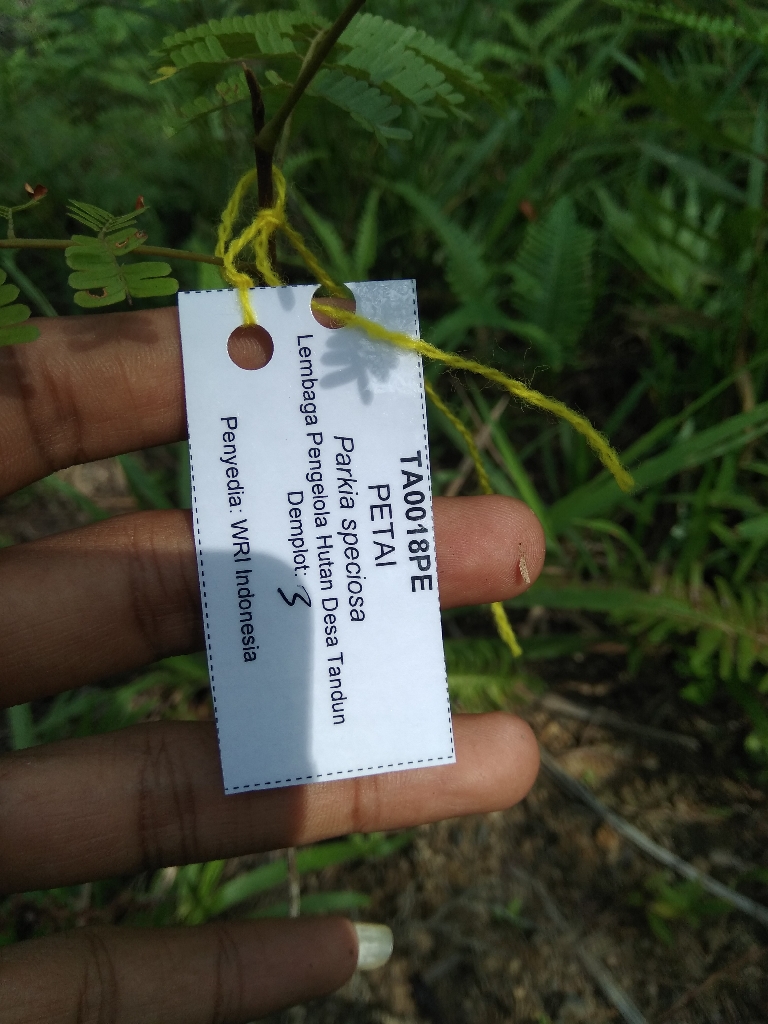 TA0018PE
PETAI
Parkia speciosa
Lembaga Pengelola Hutan Desa Tandun
Demplot: 3
Penyedia: WRI Indonesia